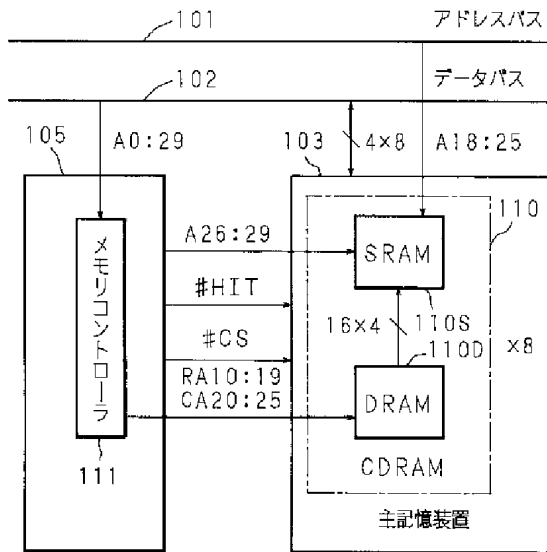 101
アドレスバス
102
データバス
105
A0:29
103
4×8
A18:25
メモリコントローラ
111
A26:29
#HIT
#CS
RA10:19
CA20:25
110
SRAM
110S
16×4
110D
×8
DRAM
CDRAM
主記憶装置